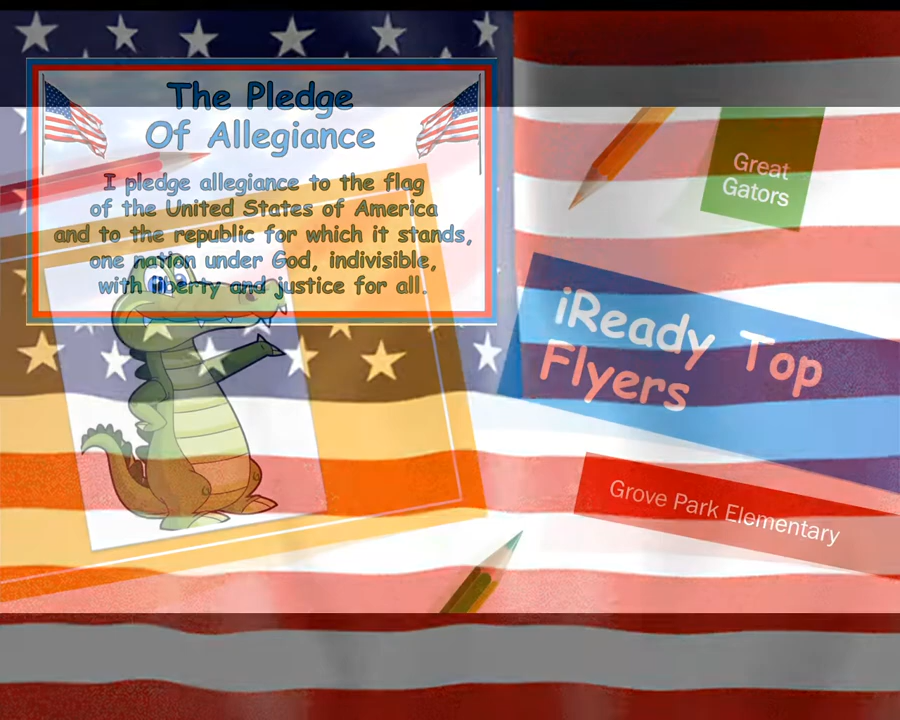 The Pledge
Of Allegiance
I pledge allegiance to the flag
of the United States of America
and to the republic for which it stands,
one nation under God, indivisible,
with liberty and justice for all.
Great
Gators
iReady Top
Flyers
Grove Park Elementary